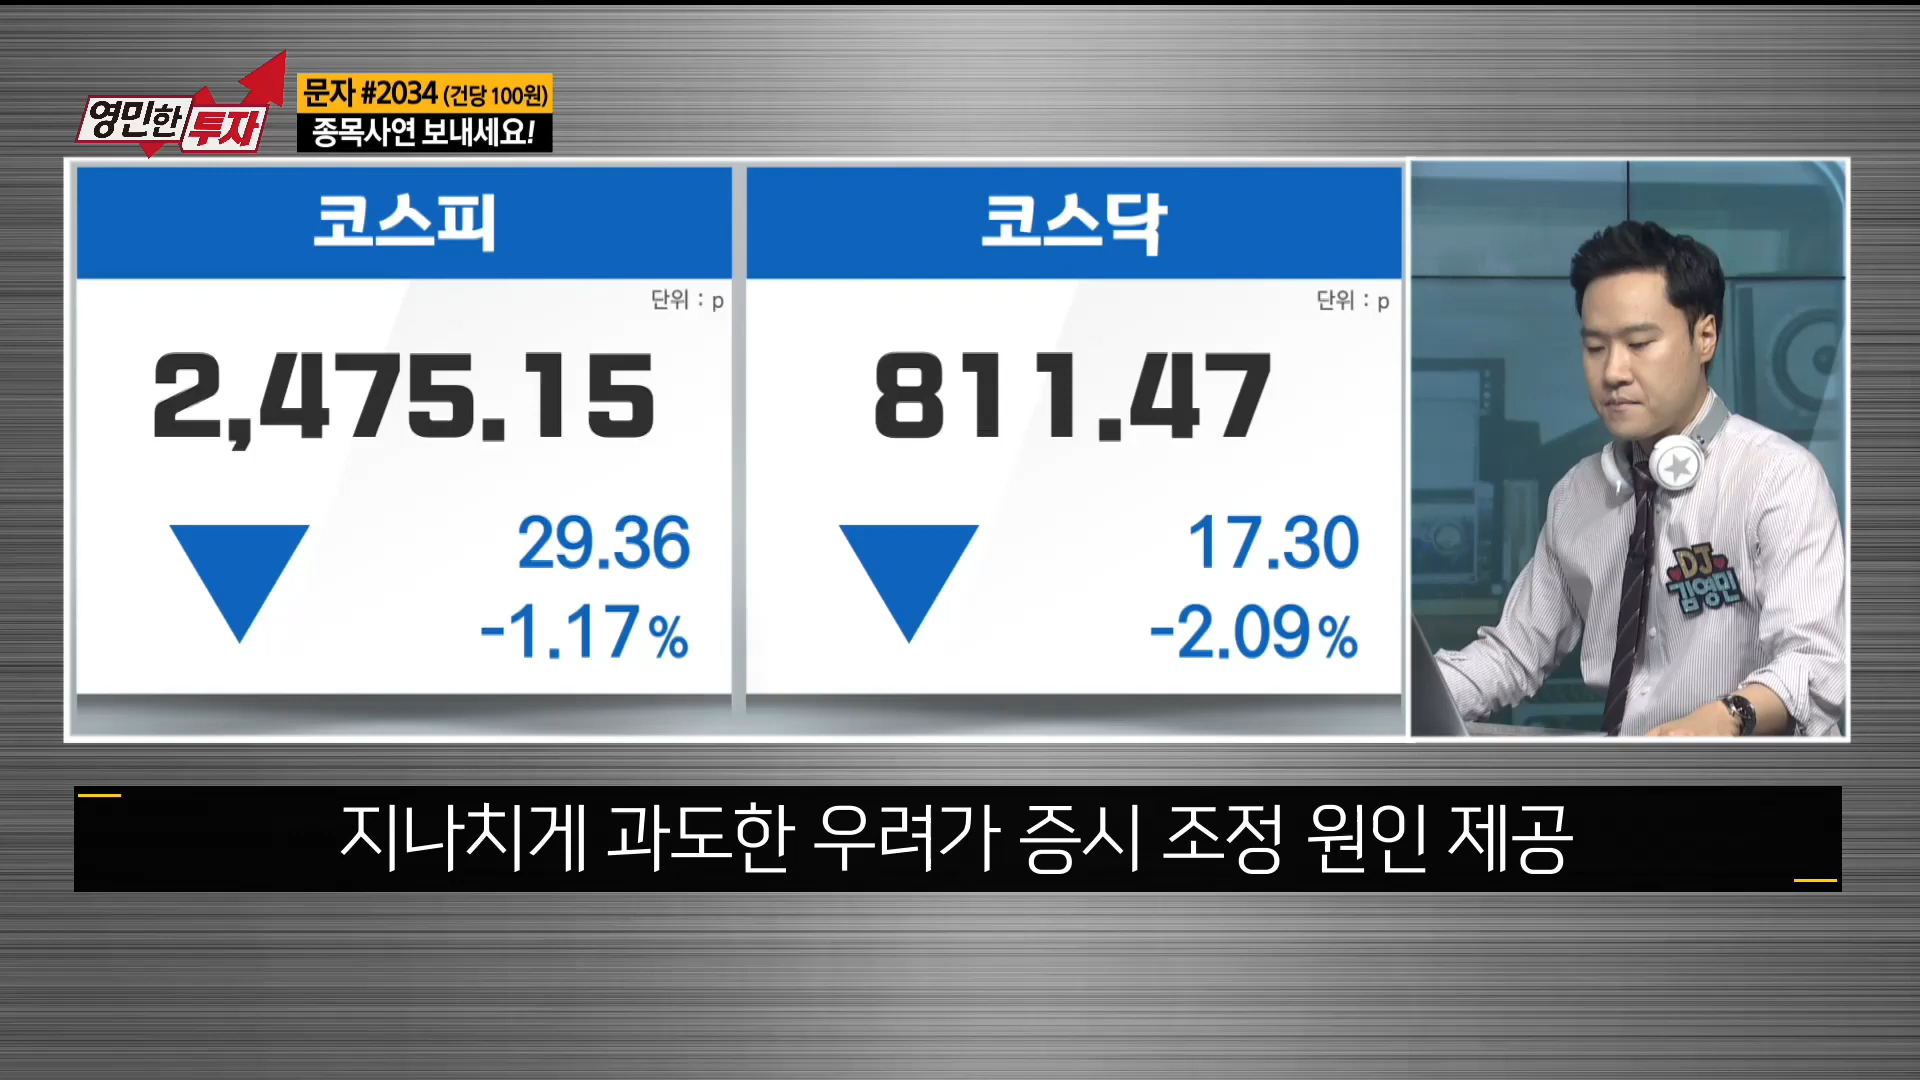 영민한 투자
문자 #2034 (건당 100원)
종목사연 보내세요!
코스피
단위 : p
2,475.15
29.36
-1.17%
코스닥
단위 : p
811.47
17.30
-2.09%
DJ
김영민
지나치게 과도한 우려가 증시 조정 원인 제공